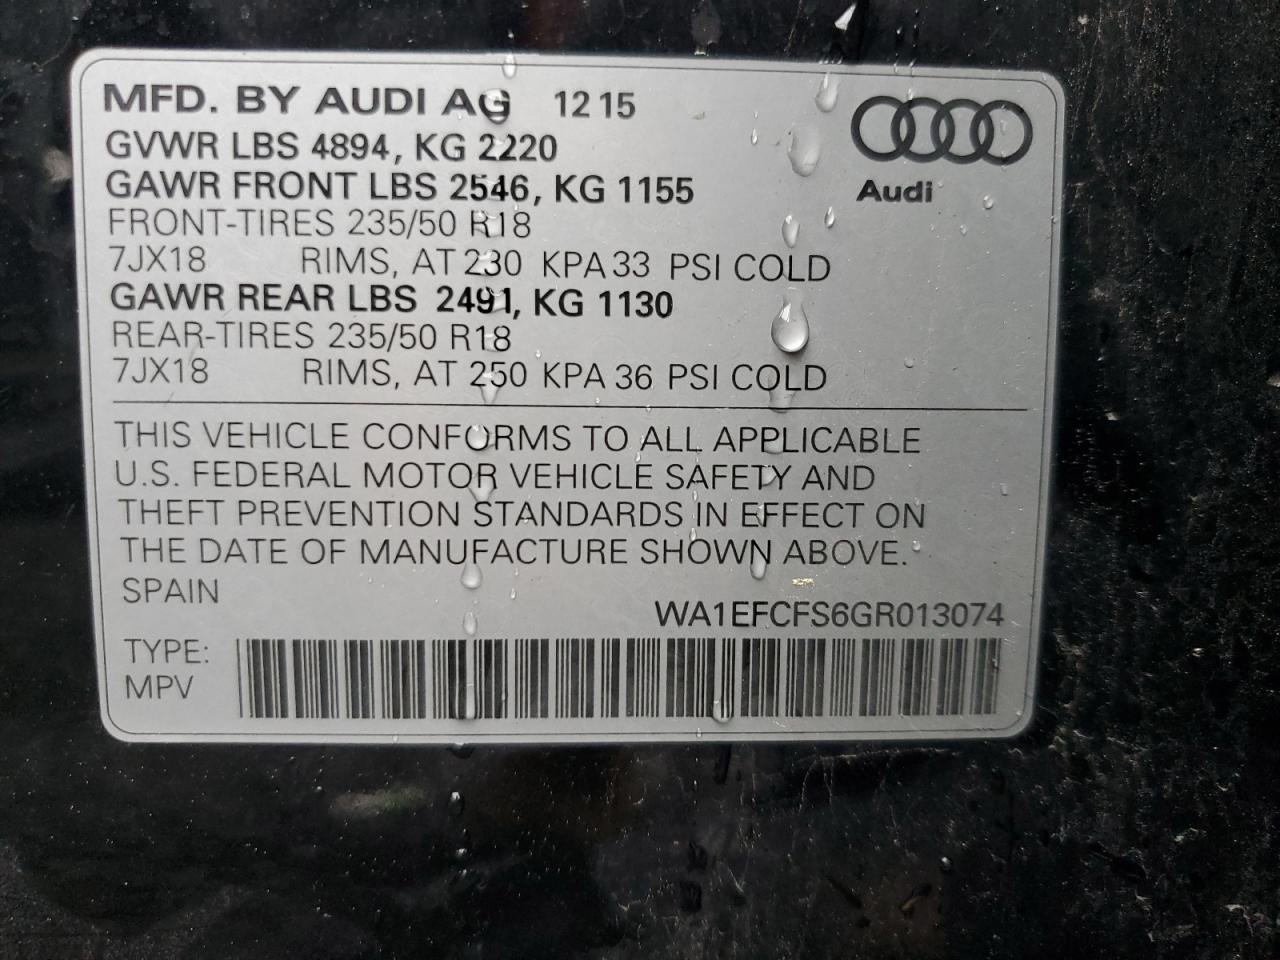 MFD. BY AUDI AG 12 15
GVWR LBS 4894, KG 2220
GAWR FRONT LBS 2546, KG 1155
Audi
FRONT-TIRES 235/50 R18
7JX18 RIMS, AT 230 KPA 33 PSI COLD
GAWR REAR LBS 2491, KG 1130
REAR-TIRES 235/50 R18
7JX18 RIMS, AT 250 KPA 36 PSI COLD
THIS VEHICLE CONFORMS TO ALL APPLICABLE
U.S. FEDERAL MOTOR VEHICLE SAFETY AND
THEFT PREVENTION STANDARDS IN EFFECT ON
THE DATE OF MANUFACTURE SHOWN ABOVE.
SPAIN
WA1EFCFS6GR013074
TYPE:
MPV